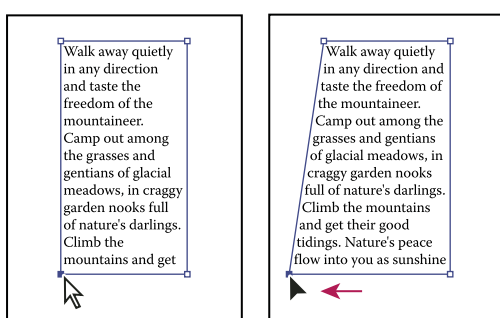 Walk away quietly
in any direction
and taste the
freedom of the
mountaineer.
Camp out among
the grasses and
gentians of glacial
meadows, in craggy
garden nooks full
of nature's darlings.
Climb the
mountains and get
Walk away quietly
in any direction and
taste the freedom of
the mountaineer.
Camp out among the
grasses and gentians
of glacial meadows, in
craggy garden nooks
full of nature's darlings.
Climb the mountains
and get their good
tidings. Nature's peace
flow into you as sunshine